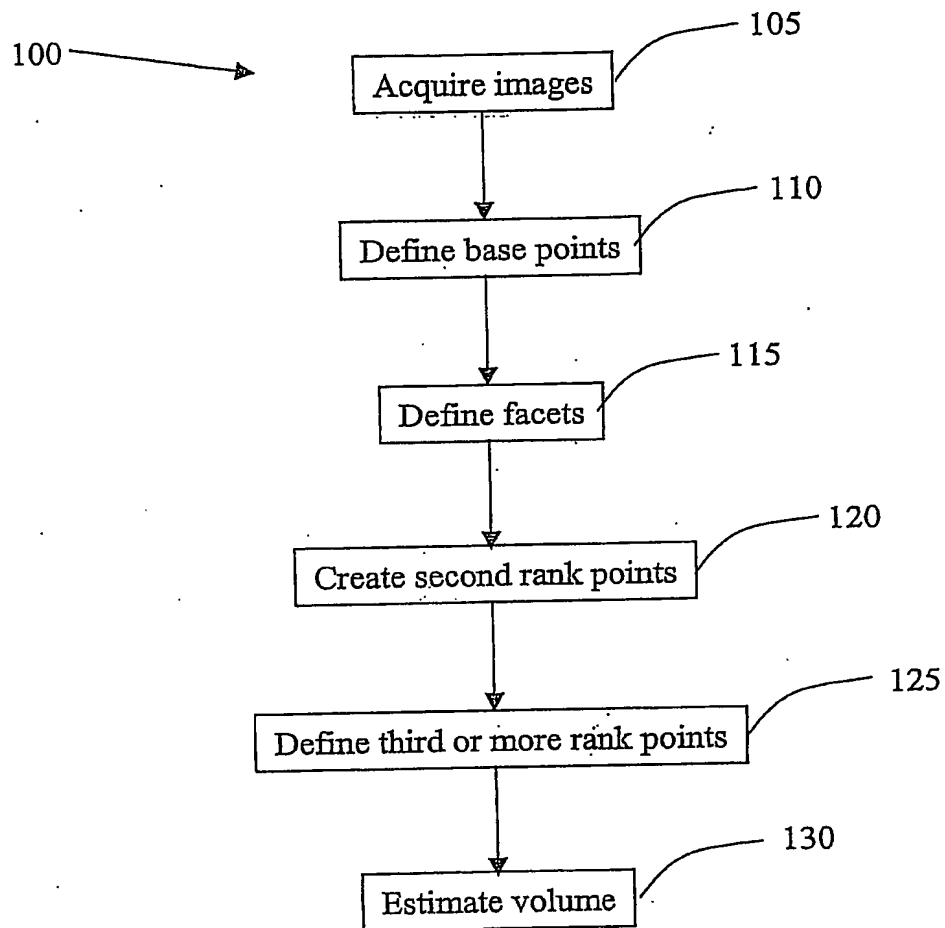 100
105
Acquire images
110
Define base points
115
Define facets
120
Create second rank points
125
Define third or more rank points
130
Estimate volume